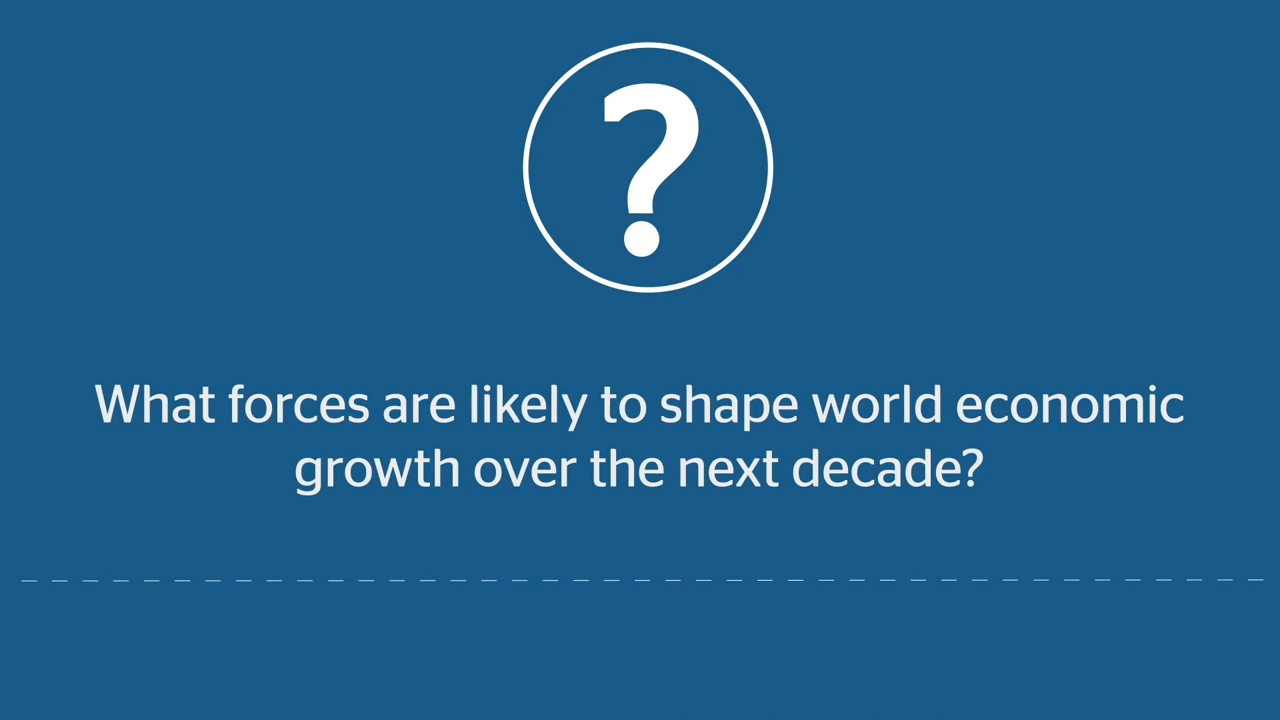 ?
What forces are likely to shape world economic
growth over the next decade?